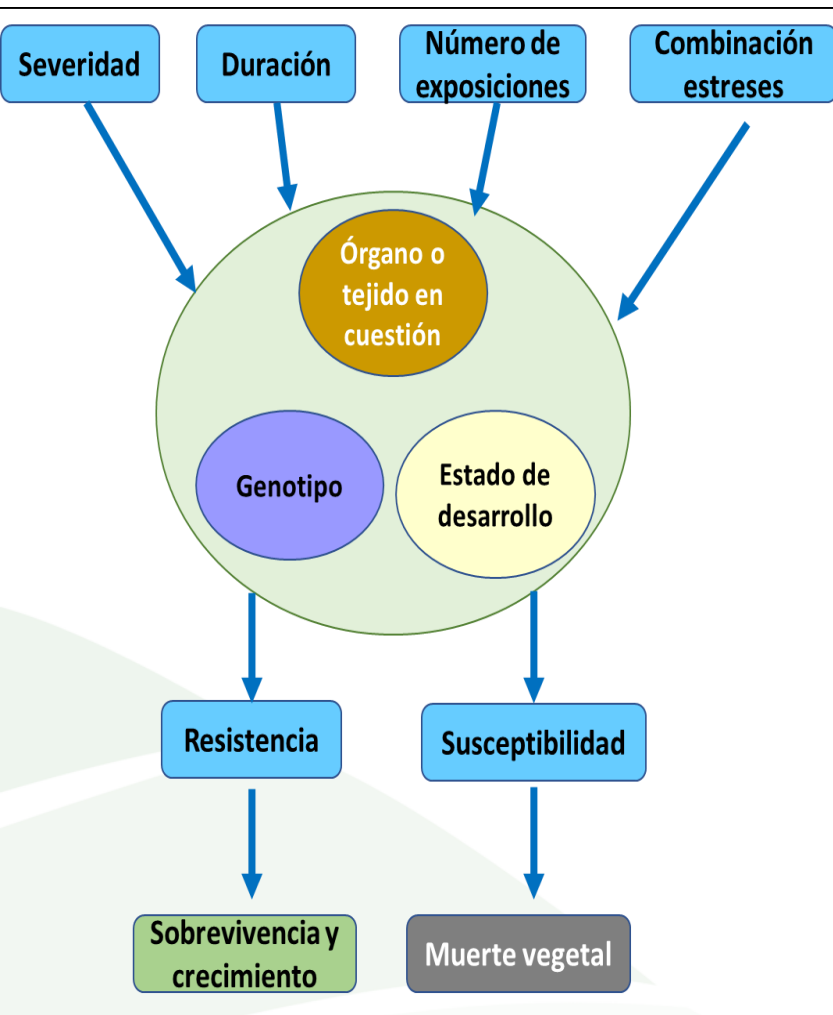 Severidad
Duración
Número de
exposiciones
Combinación
estreses
Órgano o
tejido en
cuestión
Genotipo
Estado de
desarrollo
Resistencia
Susceptibilidad
Sobrevivencia y
crecimiento
Muerte vegetal